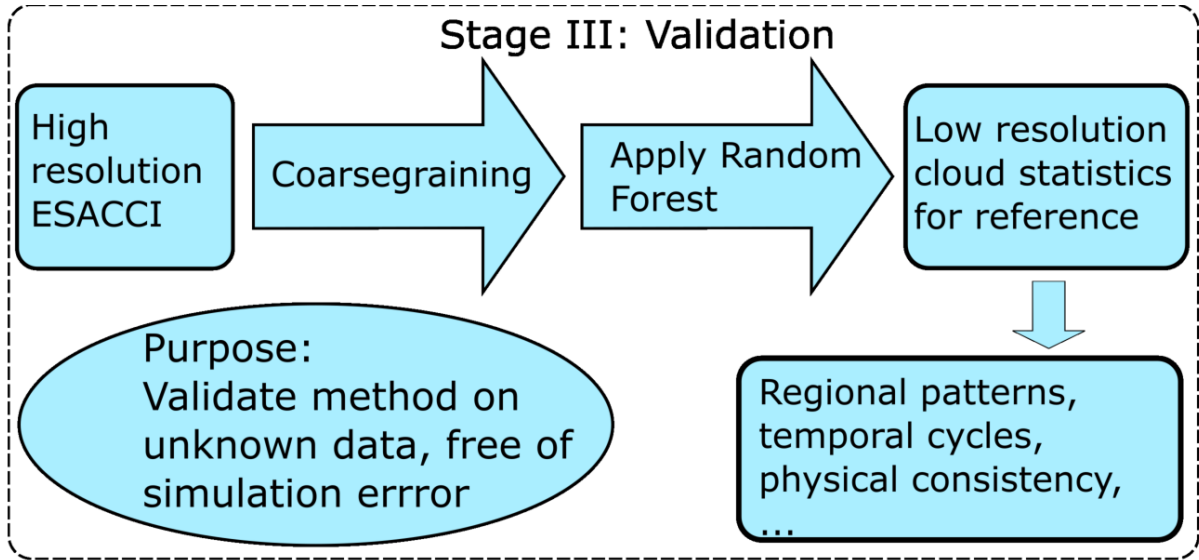 Stage III: Validation
High
resolution
ESACCI
Coarsegraining
Apply Random
Forest
Low resolution
cloud statistics
for reference
Purpose:
Validate method on
unknown data, free of
simulation errror
Regional patterns,
temporal cycles,
physical consistency,
...